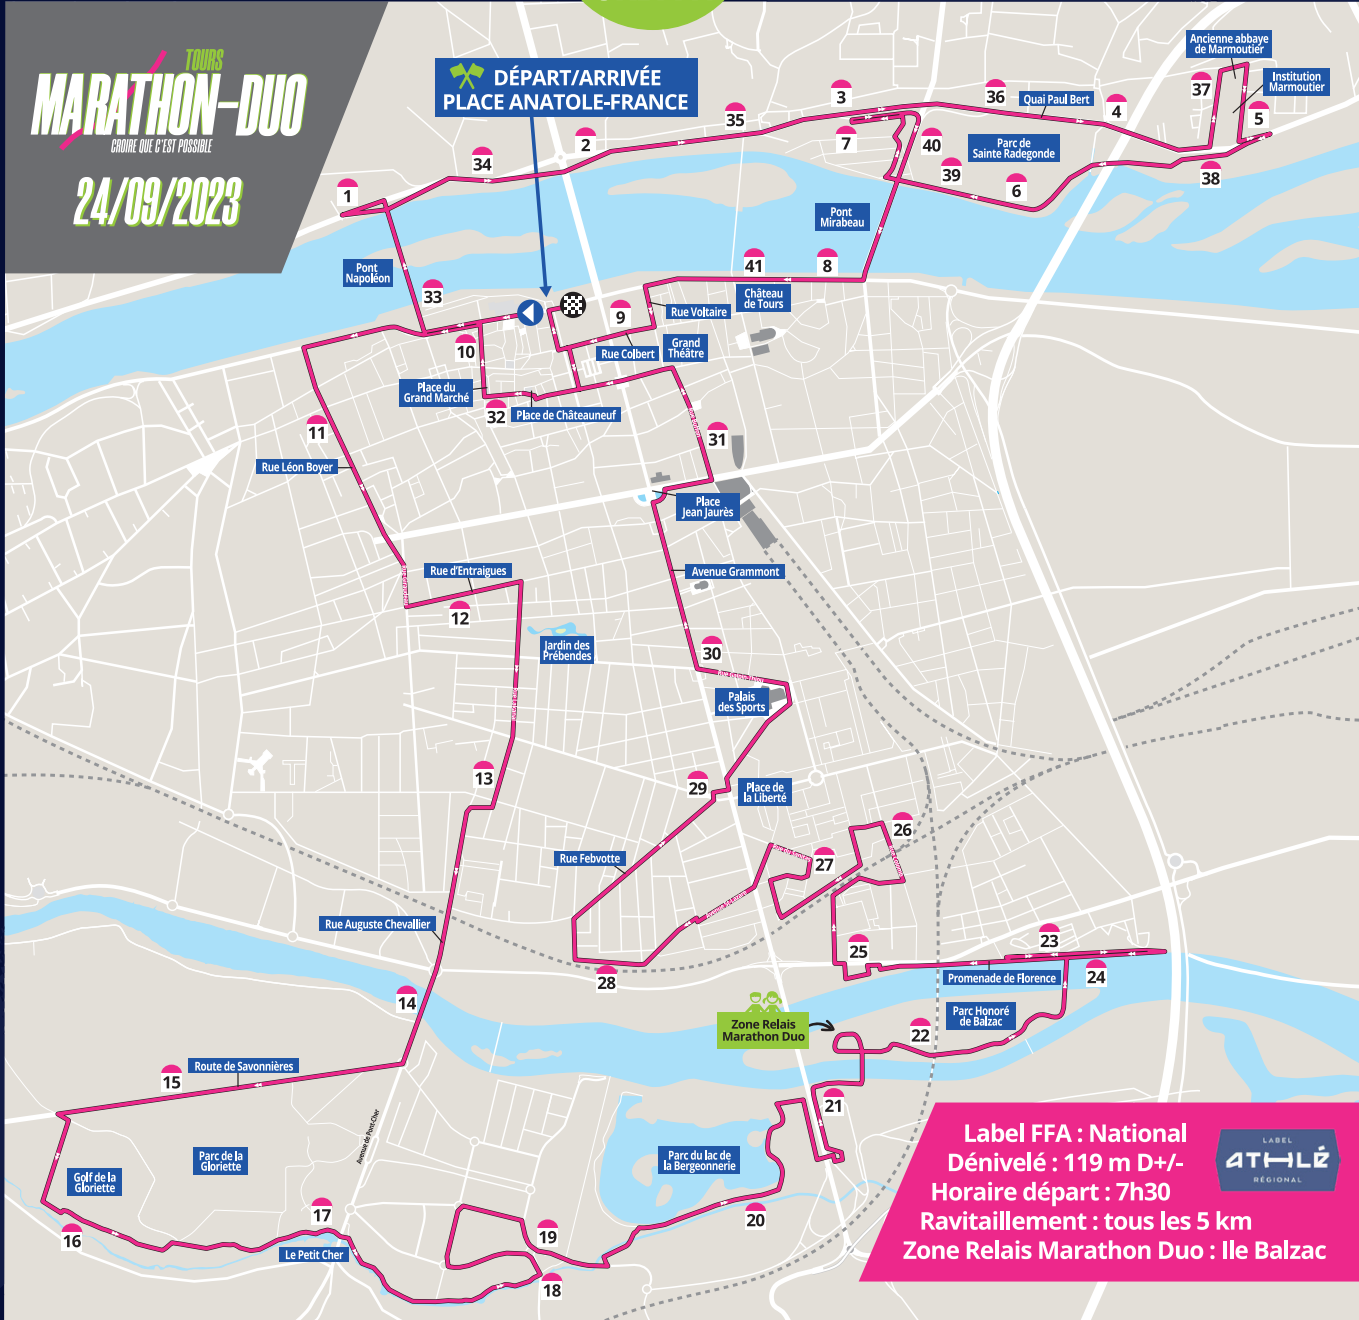 TOURS
MARATHON-DUO
CROIRE QUE C'EST POSSIBLE
24/09/2023
DÉPART/ARRIVÉE
PLACE ANATOLE-FRANCE
Ancienne abbaye
de Marmoutier
Institution
Marmoutier
37
5
3
36
Quai Paul Bert
4
35
7
40
Parc de
Sainte Radegonde
2
34
39
6
38
1
Pont
Mirabeau
Pont
Napoléon
41
8
33
Château
de Tours
Rue Voltaire
9
Grand
Théâtre
Rue Colbert
10
Place du
Grand Marché
32
Place de Châteauneuf
11
31
Rue Léon Boyer
Place
Jean Jaurès
Rue d'Entraigues
Avenue Grammont
12
Jardin des
Prébendes
30
Palais
des Sports
13
29
Place de
la Liberté
26
Rue Febvotte
27
Rue Auguste Chevallier
23
25
Promenade de Florence
24
28
14
Parc Honoré
de Balzac
Zone Relais
Marathon Duo
22
Route de Savonnières
15
21
Avenue de Pont-Cher
Parc de la
Gloriette
Parc du lac de
la Bergeonnerie
Golf de la
Gloriette
17
20
16
19
Le Petit Cher
18
Label FFA : National
Dénivelé : 119 m D+/-
Horaire départ : 7h30
Ravitaillement : tous les 5 km
Zone Relais Marathon Duo : Ile Balzac
LABEL
ATHLÉ
RÉGIONAL